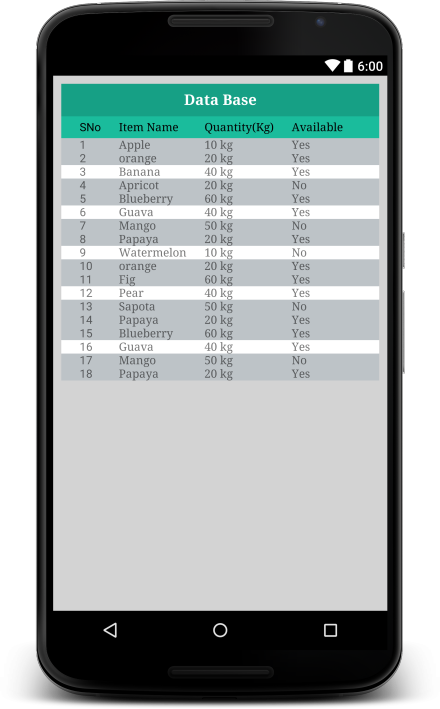 6:00
Data Base
SNo Item Name Quantity(Kg) Available
1 Apple 10 kg Yes
2 orange 20 kg Yes
3 Banana 40 kg Yes
4 Apricot 20 kg No
5 Blueberry 60 kg Yes
6 Guava 40 kg Yes
7 Mango 50 kg No
8 Papaya 20 kg Yes
9 Watermelon 10 kg No
10 orange 20 kg Yes
11 Fig 60 kg Yes
12 Pear 40 kg Yes
13 Sapota 50 kg No
14 Papaya 20 kg Yes
15 Blueberry 60 kg Yes
16 Guava 40 kg Yes
17 Mango 50 kg No
18 Papaya 20 kg Yes